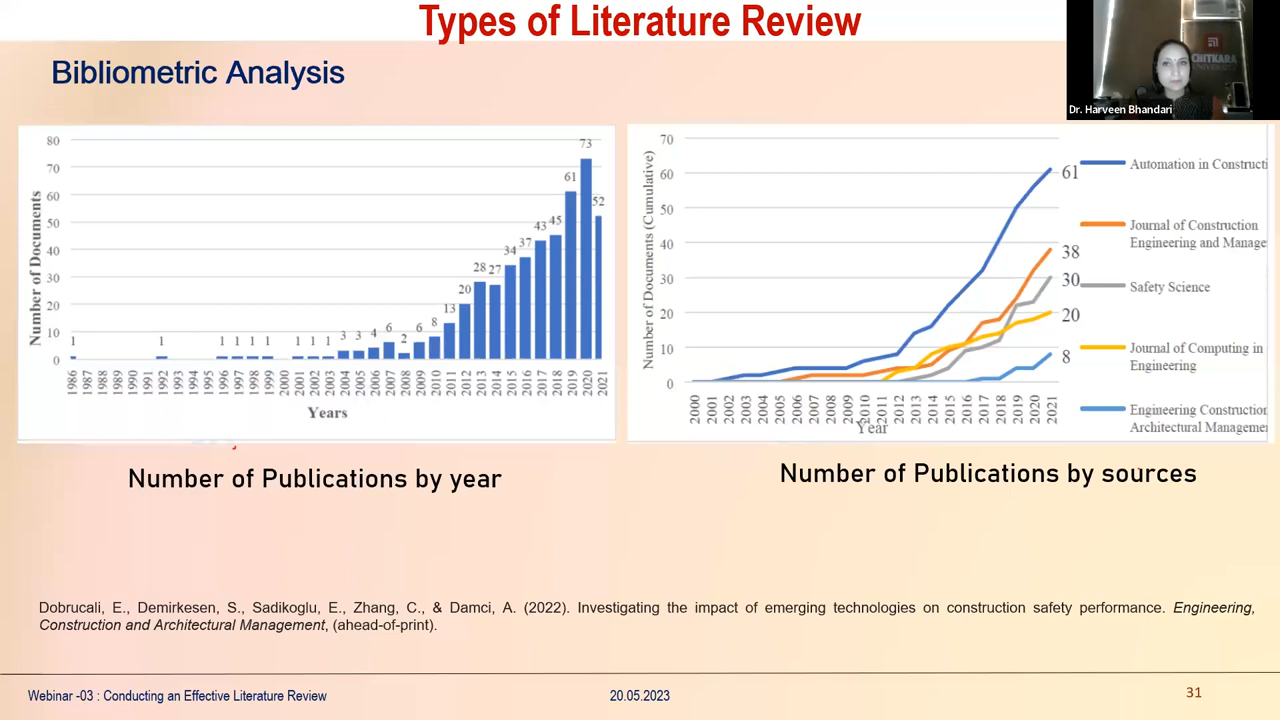 Types of Literature Review
Bibliometric Analysis
CHITKARA
Dr. Harveen Bhandari
Number of Documents
80
70
60
50
40
30
20
10
0
1 1 1 1 1 1 1 1 1 3 3 4 6 2 6 8 13 20 28 27 34 37 43 45 61 73 52
1986 1987 1988 1989 1990 1991 1992 1993 1994 1995 1996 1997 1998 1999 2000 2001 2002 2003 2004 2005 2006 2007 2008 2009 2010 2011 2012 2013 2014 2015 2016 2017 2018 2019 2020 2021
Years
Number of Documents (Cumulative)
70
60
50
40
30
20
10
0
61
38
30
20
8
2000 2001 2002 2003 2004 2005 2006 2007 2008 2009 2010 2011 2012 2013 2014 2015 2016 2017 2018 2019 2020 2021
Year
Automation in Constructi
Journal of Construction
Engineering and Manage
Safety Science
Journal of Computing in
Engineering
Engineering Construction
Architectural Managemen
Number of Publications by year
Number of Publications by sources
Dobrucali, E., Demirkesen, S., Sadikoglu, E., Zhang, C., & Damci, A. (2022). Investigating the impact of emerging technologies on construction safety performance. Engineering,
Construction and Architectural Management, (ahead-of-print).
Webinar -03 : Conducting an Effective Literature Review
20.05.2023
31